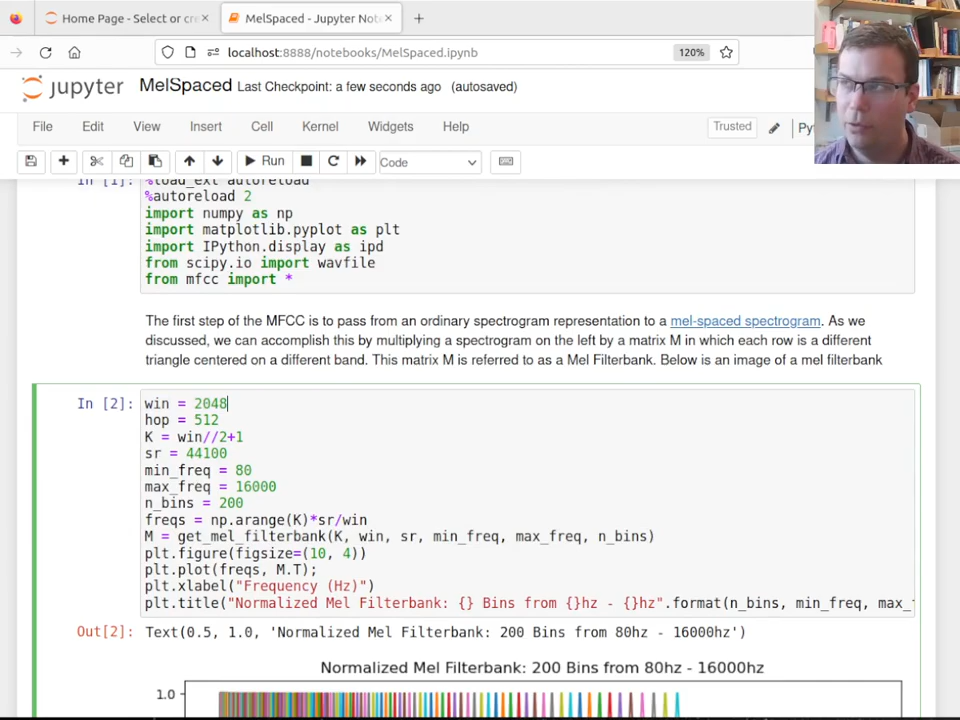 Home Page - Select or cre
MelSpaced - Jupyter Not
localhost:8888/notebooks/MelSpaced.ipynb
120%
jupyter
MelSpaced
Last Checkpoint: a few seconds ago
(autosaved)
File
Edit
View
Insert
Cell
Kernel
Widgets
Help
Trusted
Py
Run
Code
In [1]:
%load_ext autoreload
%autoreload 2
import numpy as np
import matplotlib.pyplot as plt
import IPython.display as ipd
from scipy.io import wavfile
from mfcc import *
The first step of the MFCC is to pass from an ordinary spectrogram representation to a mel-spaced spectrogram. As we
discussed, we can accomplish this by multiplying a spectrogram on the left by a matrix M in which each row is a different
triangle centered on a different band. This matrix M is referred to as a Mel Filterbank. Below is an image of a mel filterbank
In [2]:
win = 2048
hop = 512
K = win//2+1
sr = 44100
min_freq = 80
max_freq = 16000
n_bins = 200
freqs = np.arange(K)*sr/win
M = get_mel_filterbank(K, win, sr, min_freq, max_freq, n_bins)
plt.figure(figsize=(10, 4))
plt.plot(freqs, M.T);
plt.xlabel("Frequency (Hz)")
plt.title("Normalized Mel Filterbank: {} Bins from {}hz - {}hz".format(n_bins, min_freq, max_
Out[2]:
Text(0.5, 1.0, 'Normalized Mel Filterbank: 200 Bins from 80hz - 16000hz')
Normalized Mel Filterbank: 200 Bins from 80hz - 16000hz
1.0